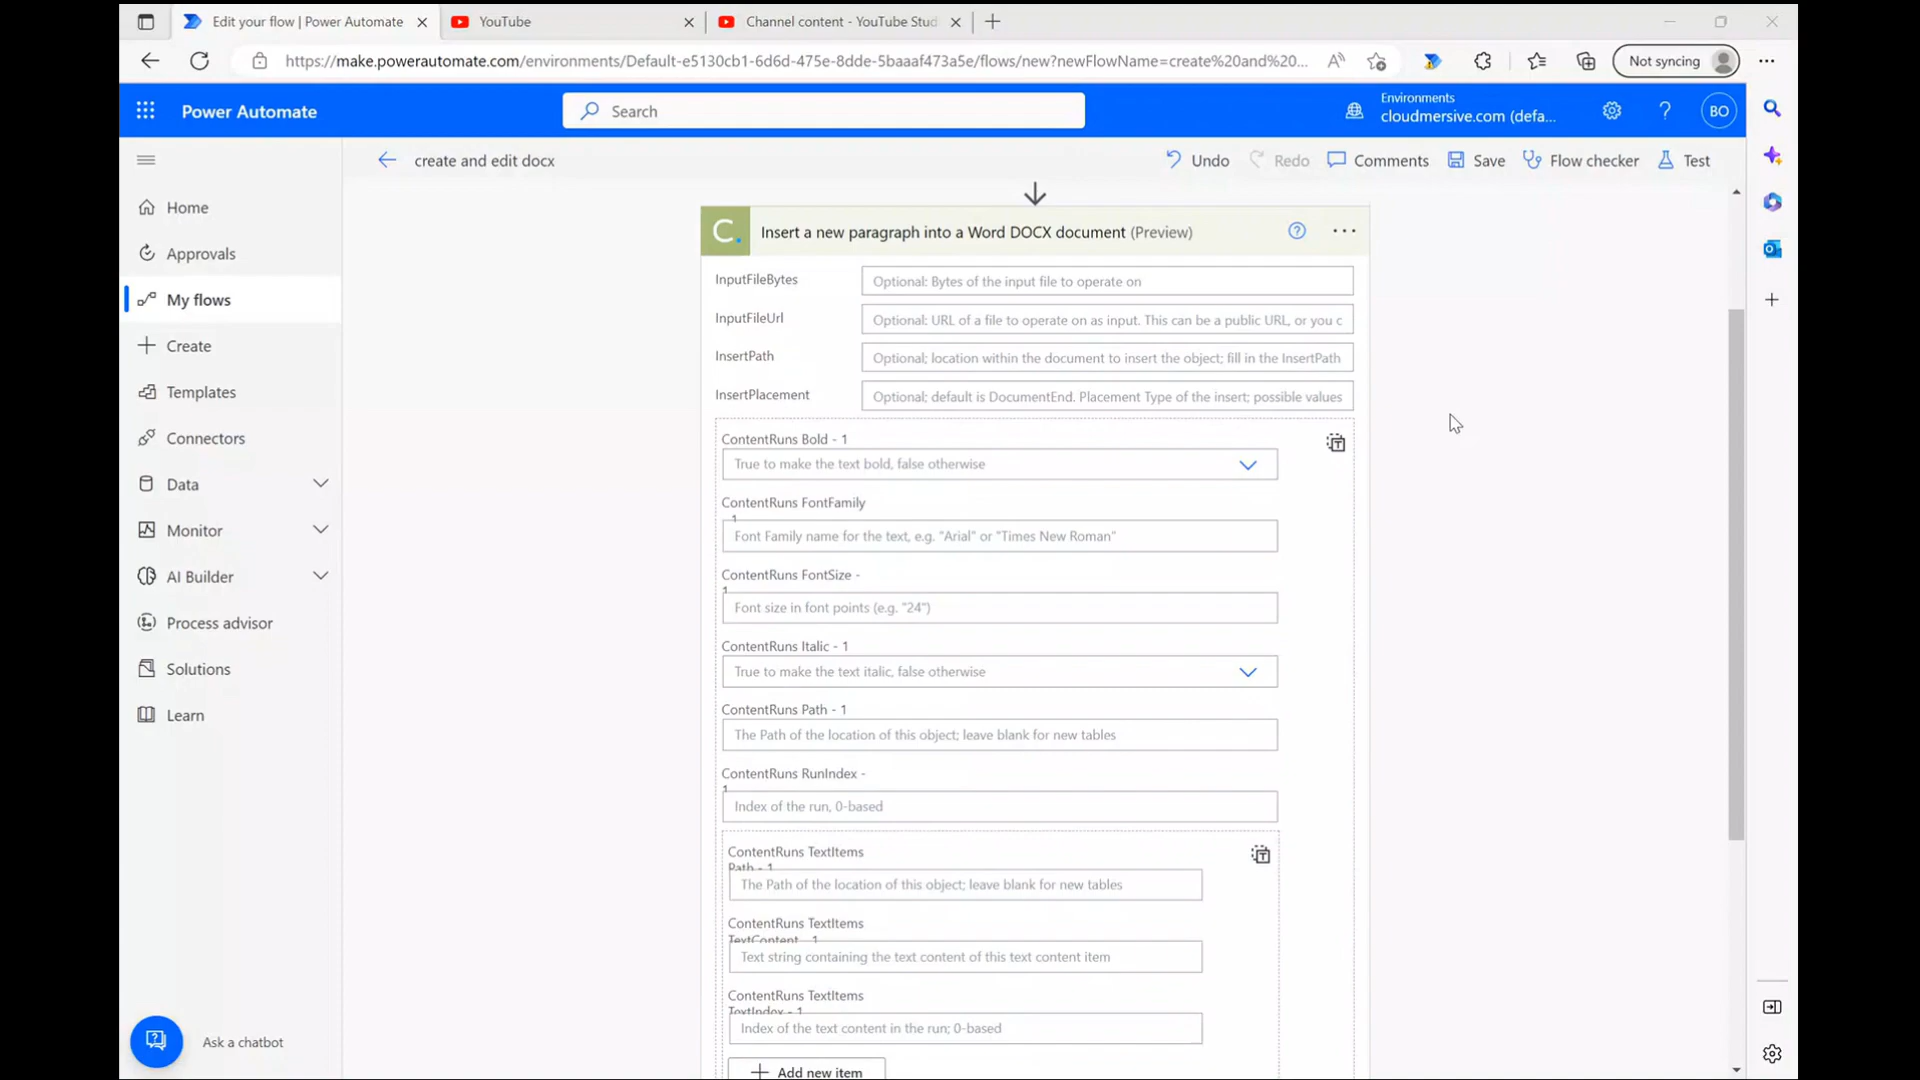 Edit your flow | Power Automate
YouTube
Channel content - YouTube Stud
https://make.powerautomate.com/environments/Default-e5130cb1-6d6d-475e-8dde-5baaaf473a5e/flows/new?newFlowName=create%20and%20...
Not syncing
Power Automate
Search
Environments
cloudmersive.com (defa...
BO
create and edit docx
Undo
Redo
Comments
Save
Flow checker
Test
Home
Approvals
My flows
Create
Templates
Connectors
Data
Monitor
AI Builder
Process advisor
Solutions
Learn
Ask a chatbot
C.
Insert a new paragraph into a Word DOCX document (Preview)
InputFileBytes
Optional: Bytes of the input file to operate on
InputFileUrl
Optional: URL of a file to operate on as input. This can be a public URL, or you c
InsertPath
Optional; location within the document to insert the object; fill in the InsertPath
InsertPlacement
Optional; default is DocumentEnd. Placement Type of the insert; possible values
ContentRuns Bold - 1
True to make the text bold, false otherwise
ContentRuns FontFamily
1
Font Family name for the text, e.g. "Arial" or "Times New Roman"
ContentRuns FontSize -
1
Font size in font points (e.g. "24")
ContentRuns Italic - 1
True to make the text italic, false otherwise
ContentRuns Path - 1
The Path of the location of this object; leave blank for new tables
ContentRuns RunIndex -
1
Index of the run, 0-based
ContentRuns TextItems
Path - 1
The Path of the location of this object; leave blank for new tables
ContentRuns TextItems
TextContent - 1
Text string containing the text content of this text content item
ContentRuns TextItems
TextIndex - 1
Index of the text content in the run; 0-based
Add new item